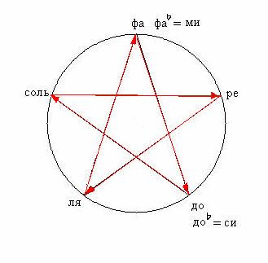 фа фа♭ = ми
соль
ре
ля
до
до♭ = си